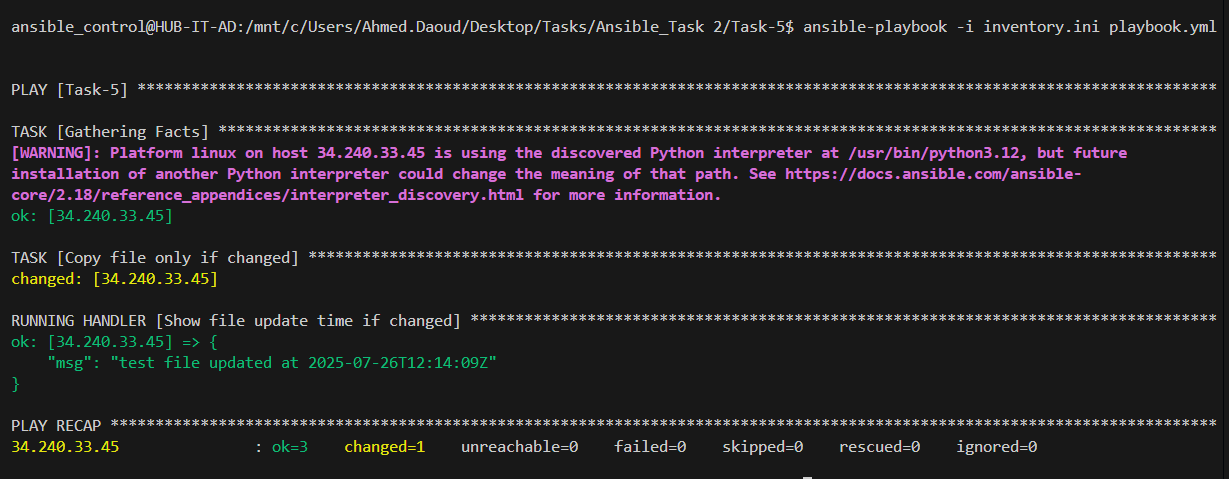 ansible_control@HUB-IT-AD:/mnt/c/Users/Ahmed.Daoud/Desktop/Tasks/Ansible_Task 2/Task-5$ ansible-playbook -i inventory.ini playbook.yml
PLAY [Task-5] ************************************************************************************************************************
TASK [Gathering Facts] ***************************************************************************************************************
[WARNING]: Platform linux on host 34.240.33.45 is using the discovered Python interpreter at /usr/bin/python3.12, but future
installation of another Python interpreter could change the meaning of that path. See https://docs.ansible.com/ansible-
core/2.18/reference_appendices/interpreter_discovery.html for more information.
ok: [34.240.33.45]
TASK [Copy file only if changed] *****************************************************************************************************
changed: [34.240.33.45]
RUNNING HANDLER [Show file update time if changed] ***********************************************************************************
ok: [34.240.33.45] => {
    "msg": "test file updated at 2025-07-26T12:14:09Z"
}
PLAY RECAP ***************************************************************************************************************************
34.240.33.45               : ok=3    changed=1    unreachable=0    failed=0    skipped=0    rescued=0    ignored=0